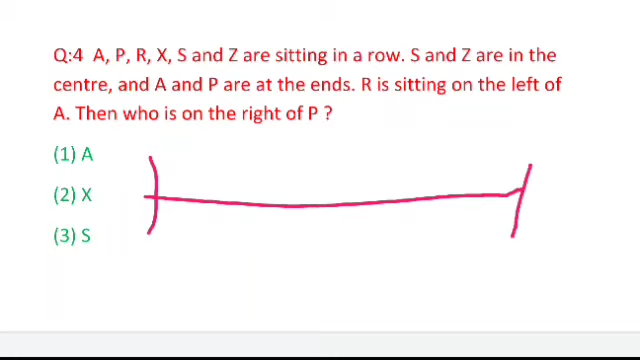 Q:4 A, P, R, X, S and Z are sitting in a row. S and Z are in the
centre, and A and P are at the ends. R is sitting on the left of
A. Then who is on the right of P ?
(1) A
(2) X
(3) S